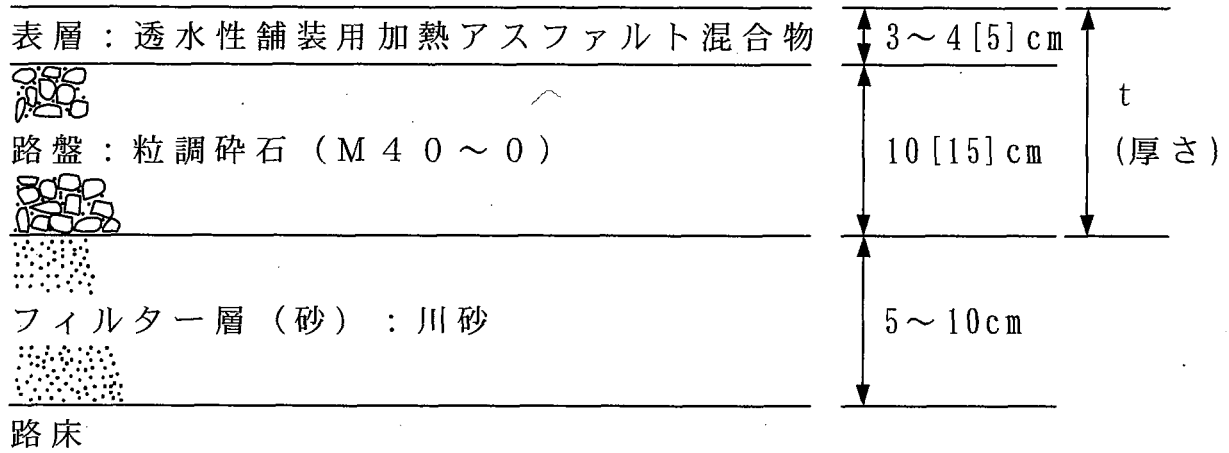 表層：透水性舗装用加熱アスファルト混合物 3～4[5]cm
t
路盤：粒調砕石（M40～0） 10[15]cm (厚さ)
フィルター層（砂）：川砂 5～10cm
路床